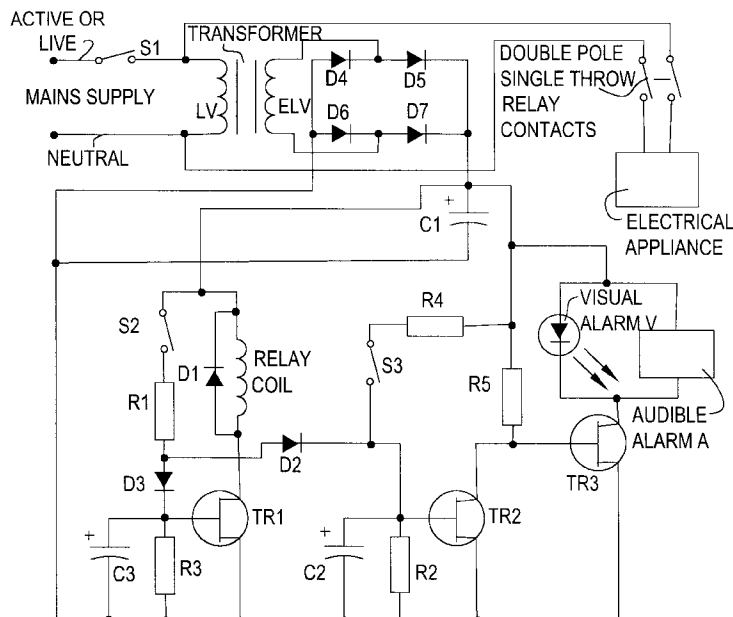 ACTIVE OR
LIVE
S1
TRANSFORMER
MAINS SUPPLY
LV
ELV
D4
D5
D6
D7
NEUTRAL
DOUBLE POLE
SINGLE THROW
RELAY
CONTACTS
ELECTRICAL
APPLIANCE
+
C1
S2
R4
VISUAL
ALARM V
D1
RELAY
COIL
S3
R1
R5
AUDIBLE
ALARM A
D2
D3
TR3
TR1
TR2
+
C3
R3
+
C2
R2